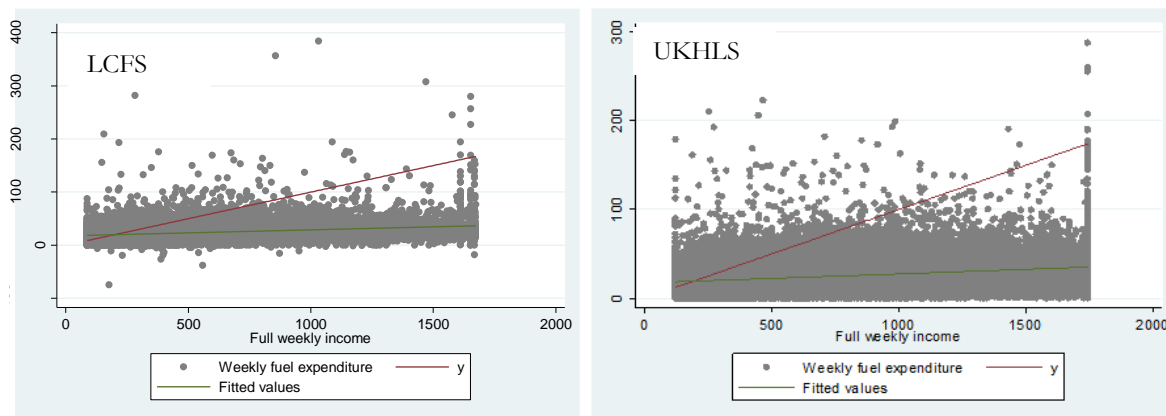 LCFS
400
300
200
100
0
0 500 1000 1500 2000
Full weekly income
Weekly fuel expenditure y
Fitted values
UKHLS
300
200
100
0
0 500 1000 1500 2000
Full weekly income
Weekly fuel expenditure y
Fitted values